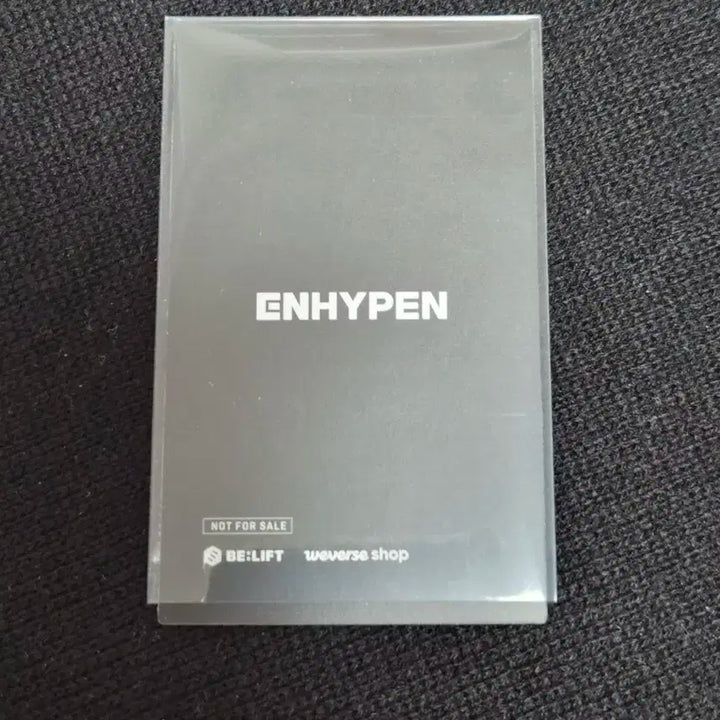 ENHYPEN
NOT FOR SALE
BE:LIFT weverse shop